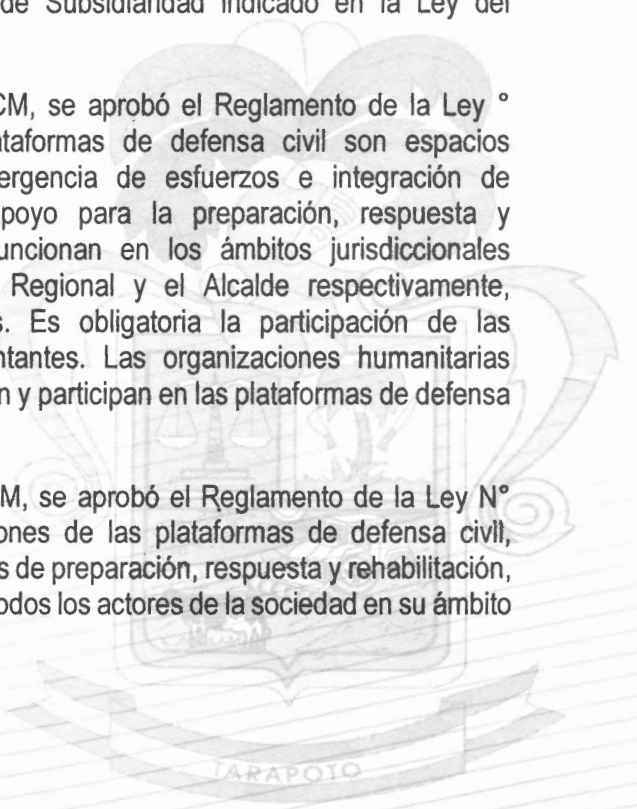 de Subsidiaridad indicado en la Ley del
CM, se aprobó el Reglamento de la Ley °
ataformas de defensa civil son espacios
ergencia de esfuerzos e integración de
apoyo para la preparación, respuesta y
uncionan en los ámbitos jurisdiccionales
Regional y el Alcalde respectivamente,
s. Es obligatoria la participación de las
ntantes. Las organizaciones humanitarias
n y participan en las plataformas de defensa
M, se aprobó el Reglamento de la Ley N°
ones de las plataformas de defensa civil,
s de preparación, respuesta y rehabilitación,
odos los actores de la sociedad en su ámbito
TARAPOTO